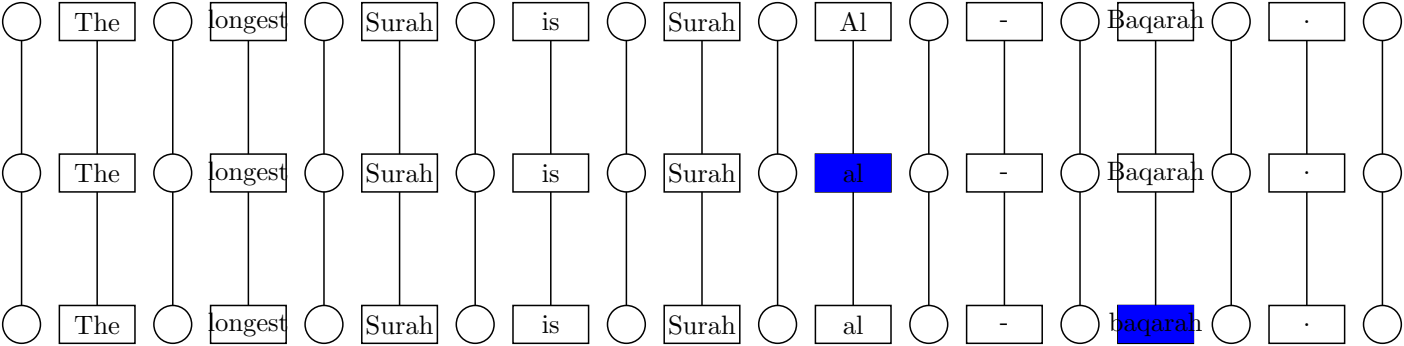 The longest Surah is Surah Al - Baqarah .
The longest Surah is Surah al - Baqarah .
The longest Surah is Surah al - baqarah .